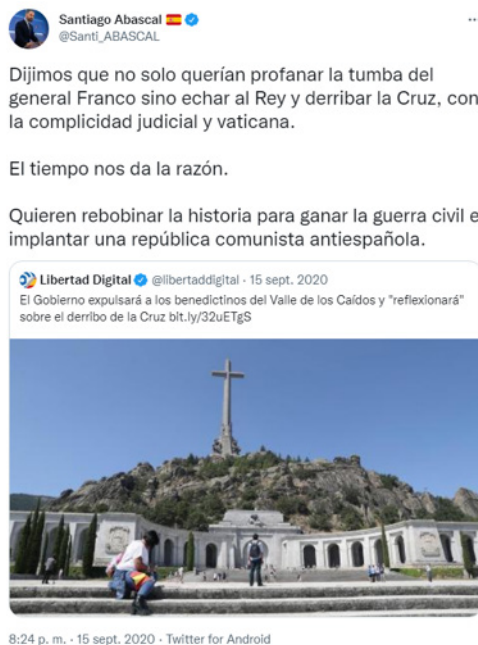 Santiago Abascal
@Santi_ABASCAL
Dijimos que no solo querían profanar la tumba del
general Franco sino echar al Rey y derribar la Cruz, con
la complicidad judicial y vaticana.
El tiempo nos da la razón.
Quieren rebobinar la historia para ganar la guerra civil e
implantar una república comunista antiespañola.
Libertad Digital @libertaddigital · 15 sept. 2020
El Gobierno expulsará a los benedictinos del Valle de los Caídos y "reflexionará"
sobre el derribo de la Cruz bit.ly/32uETgS
8:24 p. m. · 15 sept. 2020 · Twitter for Android